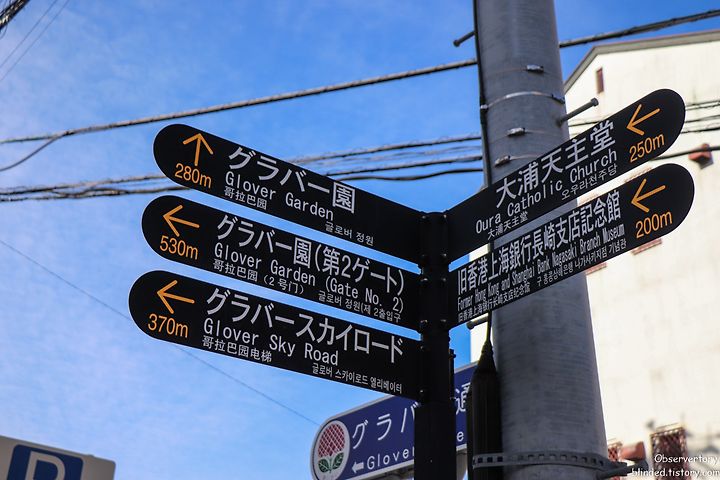 280m
グラバー園
Glover Garden
哥拉巴园 글로버 정원
530m
グラバー園(第2ゲート)
Glover Garden (Gate No. 2)
哥拉巴园(2号门) 글로버 정원(제 2출입구
370m
グラバースカイロード
Glover Sky Road
哥拉巴园电梯 글로버 스카이로드 엘리베이터
大浦天主堂
Oura Catholic Church
大浦天主堂 오우라천주당
250m
旧香港上海銀行長崎支店記念館
Former Hong Kong and Shanghai Bank Nagasaki Branch Museum
200m
グラバ 通
Glove
P
Observertory
blinded.tistory.com